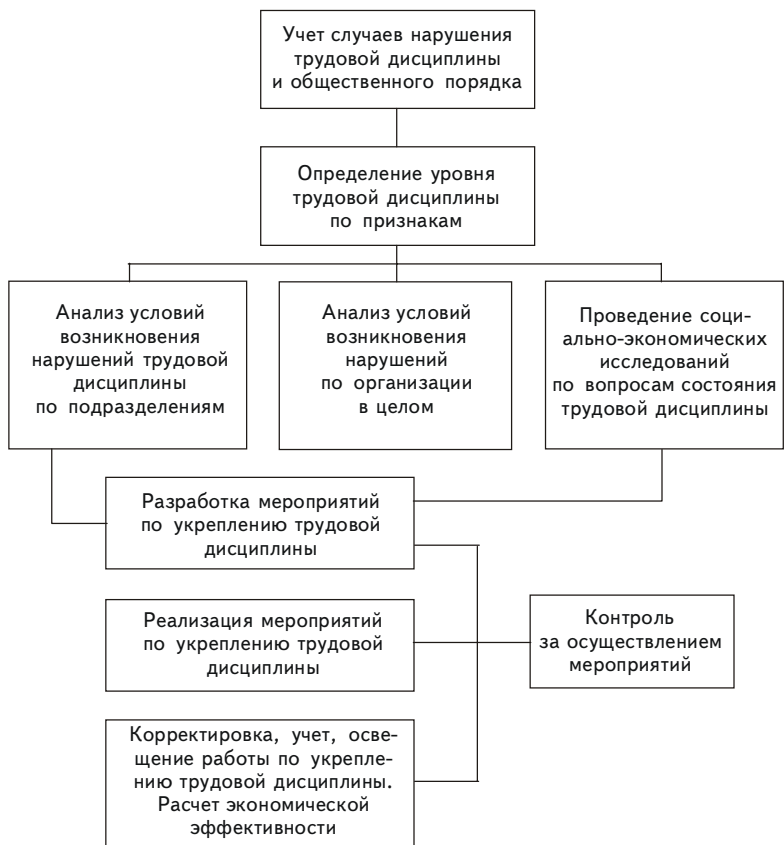 Учет случаев нарушения
трудовой дисциплины
и общественного порядка
Определение уровня
трудовой дисциплины
по признакам
Анализ условий
возникновения
нарушений трудовой
дисциплины
по подразделениям
Анализ условий
возникновения
нарушений
по организации
в целом
Проведение соци-
ально-экономических
исследований
по вопросам состояния
трудовой дисциплины
Разработка мероприятий
по укреплению трудовой
дисциплины
Реализация мероприятий
по укреплению трудовой
дисциплины
Контроль
за осуществлением
мероприятий
Корректировка, учет, осве-
щение работы по укрепле-
нию трудовой дисциплины.
Расчет экономической
эффективности